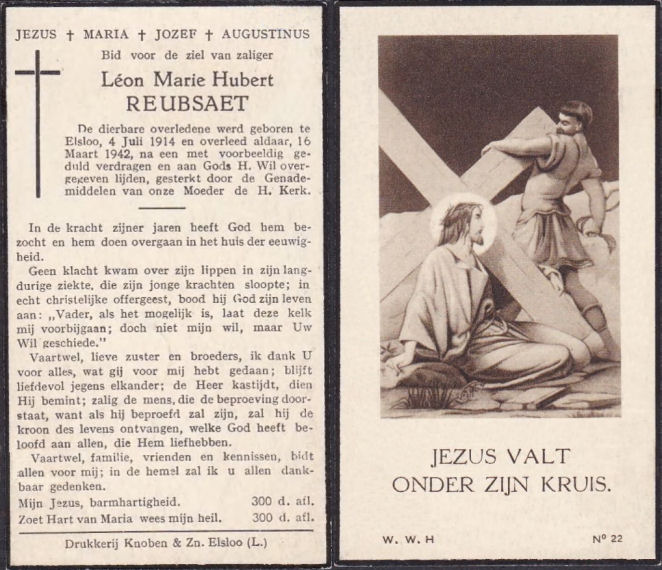 JEZUS ✝ MARIA ✝ JOZEF ✝ AUGUSTINUS
Bid voor de ziel van zaliger
Léon Marie Hubert
REUBSAET
De dierbare overledene werd geboren te
Elsloo, 4 Juli 1914 en overleed aldaar, 16
Maart 1942, na een met voorbeeldig ge-
duld verdragen en aan Gods H. Wil over-
gegeven lijden, gesterkt door de Genade-
middelen van onze Moeder de H. Kerk.
In de kracht zijner jaren heeft God hem be-
zocht en hem doen overgaan in het huis der eeuwig-
heid.
Geen klacht kwam over zijn lippen in zijn lang-
durige ziekte, die zijn jonge krachten sloopte; in
echt christelijke offergeest, bood hij God zijn leven
aan: „Vader, als het mogelijk is, laat deze kelk
mij voorbijgaan; doch niet mijn wil, maar Uw
Wil geschiede."
Vaartwel, lieve zuster en broeders, ik dank U
voor alles, wat gij voor mij hebt gedaan; blijft
liefdevol jegens elkander; de Heer kastijdt, dien
Hij bemint; zalig de mens, die de beproeving door-
staat, want als hij beproefd zal zijn, zal hij de
kroon des levens ontvangen, welke God heeft be-
loofd aan allen, die Hem liefhebben.
Vaartwel, familie, vrienden en kennissen, bidt
allen voor mij; in de hemel zal ik u allen dank-
baar gedenken.
Mijn Jezus, barmhartigheid. 300 d. afl.
Zoet Hart van Maria wees mijn heil. 300 d. afl.
Drukkerij Knoben & Zn. Elsloo (L.)
JEZUS VALT
ONDER ZIJN KRUIS.
W. W. H Nº 22